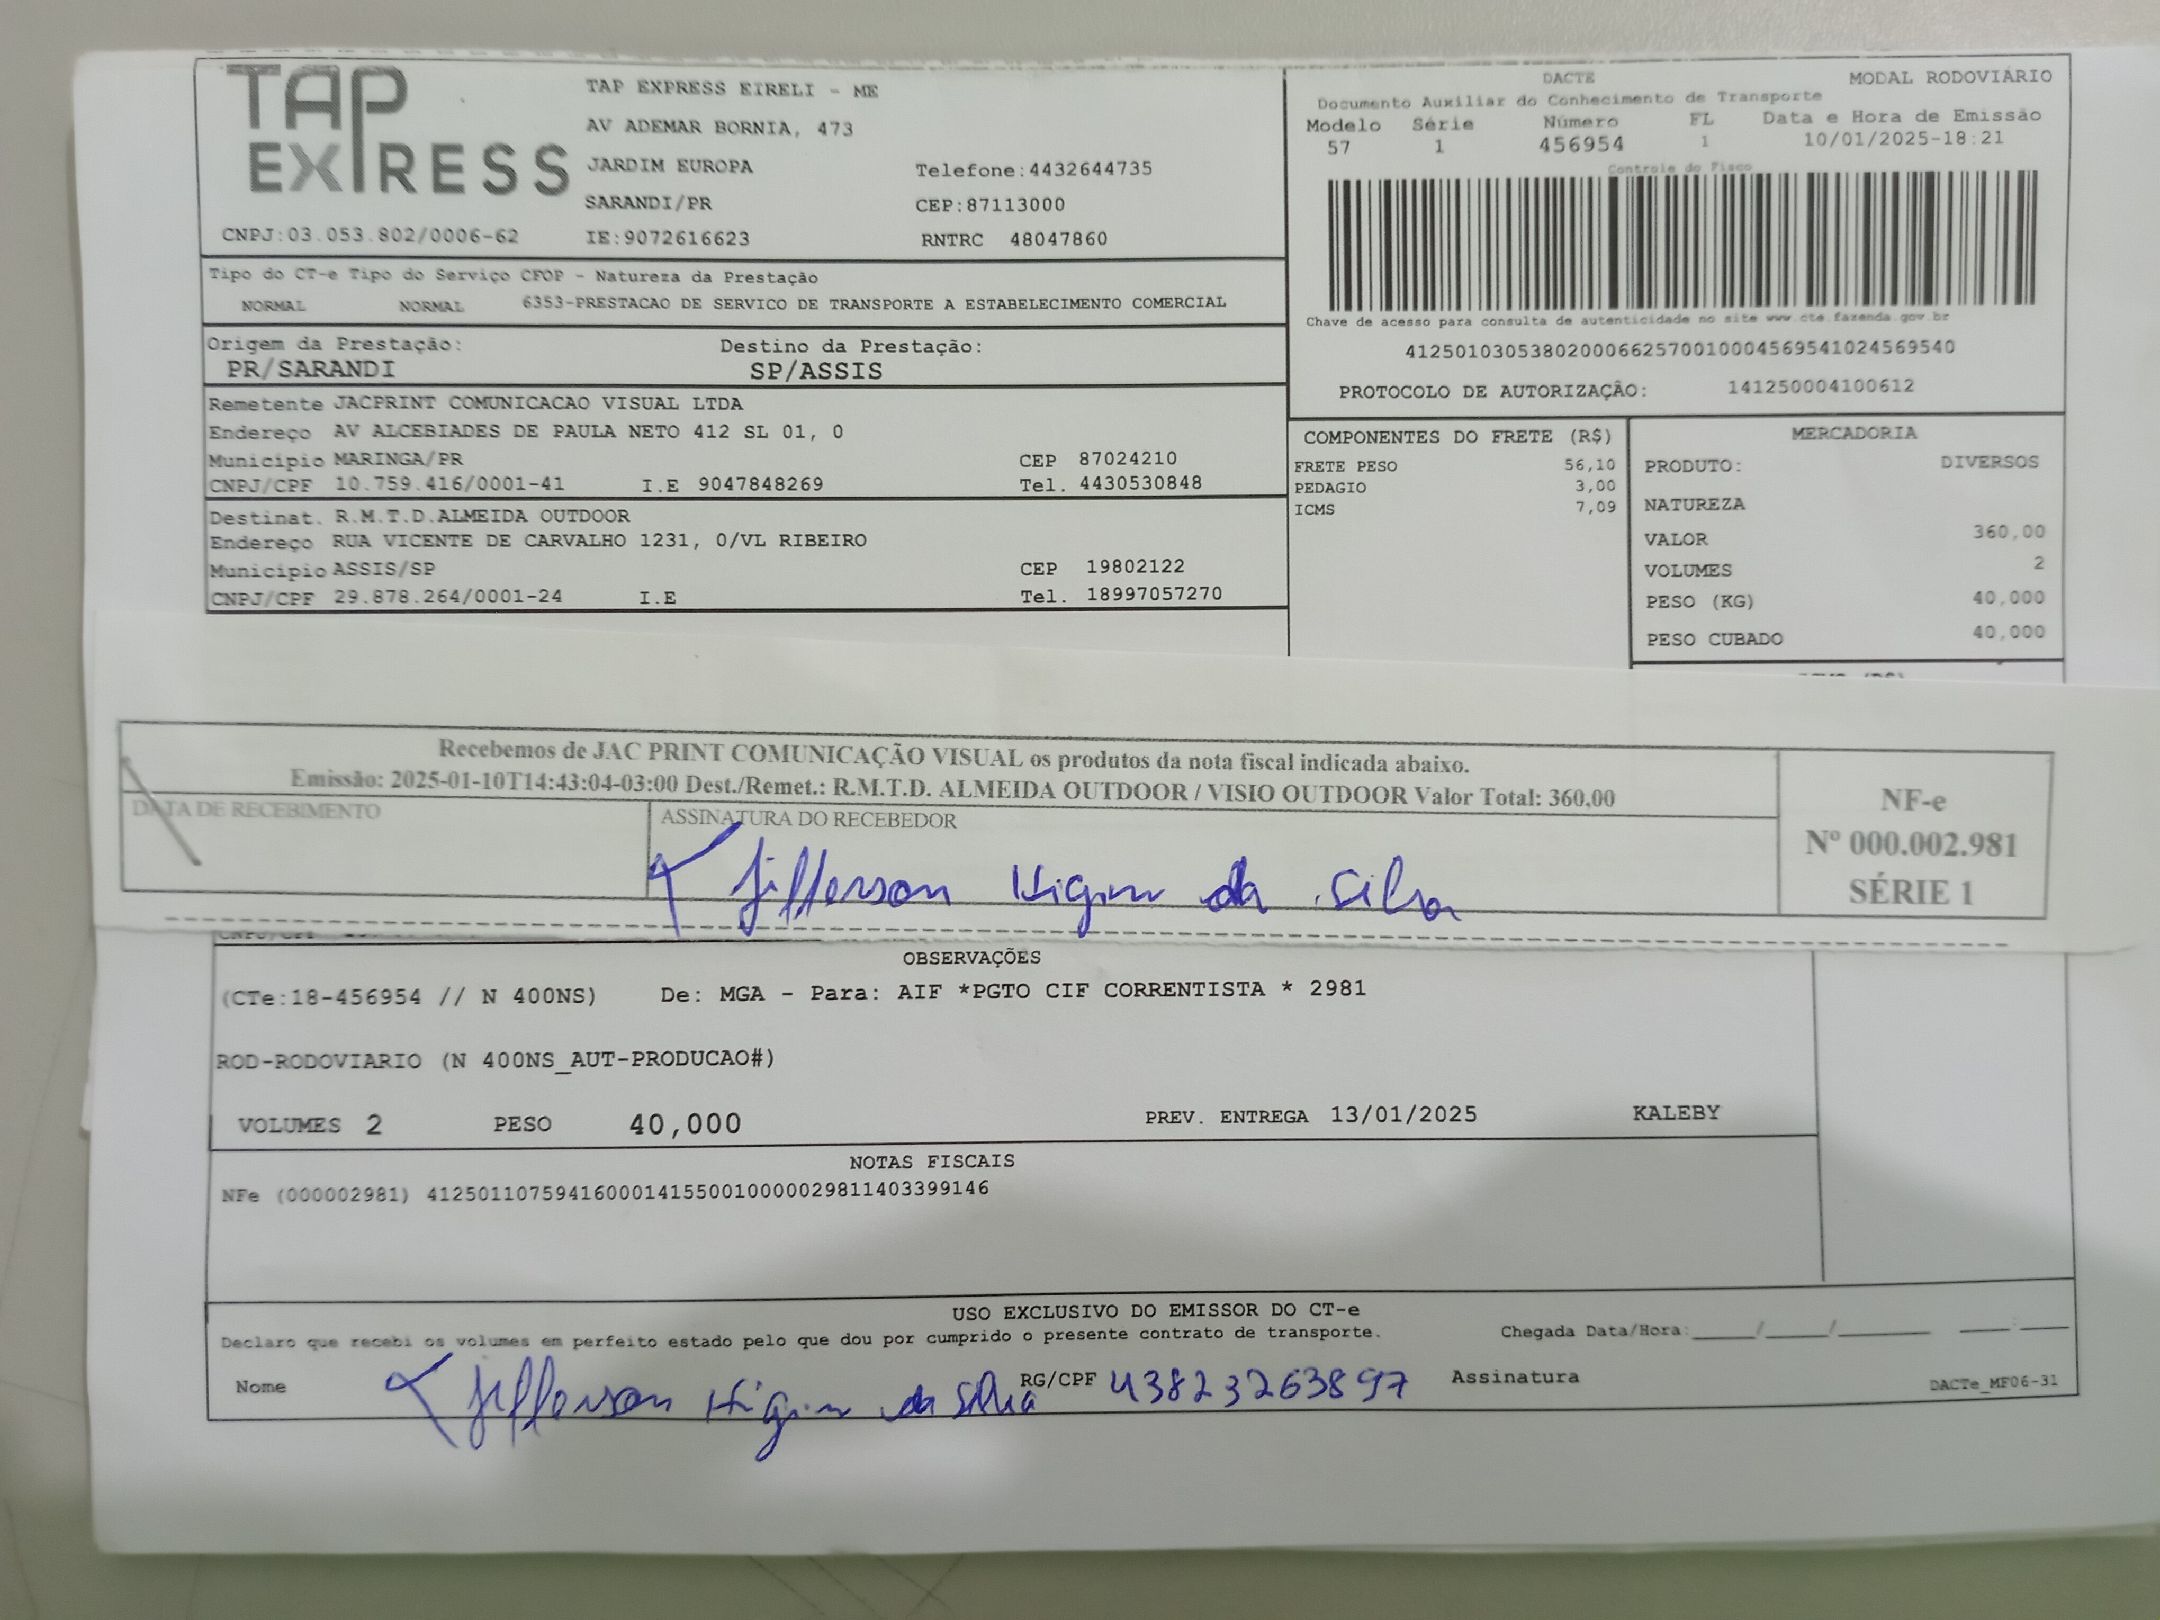 TAP EXPRESS
TAP EXPRESS EIRELI - ME
AV ADEMAR BORNIA, 473
JARDIM EUROPA Telefone:4432644735
SARANDI/PR CEP:87113000
CNPJ:03.053.802/0006-62 IE:9072616623 RNTRC 48047860
DACTE MODAL RODOVIÁRIO
Documento Auxiliar do Conhecimento de Transporte
Modelo Série Número FL Data e Hora de Emissão
57 1 456954 1 10/01/2025-18:21
Controle do Fisco
Chave de acesso para consulta de autenticidade no site www.cte.fazenda.gov.br
41250103053802000662570010004569541024569540
PROTOCOLO DE AUTORIZAÇÃO: 141250004100612
Tipo do CT-e Tipo do Serviço CFOP - Natureza da Prestação
NORMAL NORMAL 6353-PRESTACAO DE SERVICO DE TRANSPORTE A ESTABELECIMENTO COMERCIAL
Origem da Prestação: Destino da Prestação:
PR/SARANDI SP/ASSIS
Remetente JACPRINT COMUNICACAO VISUAL LTDA
Endereço AV ALCEBIADES DE PAULA NETO 412 SL 01, 0
Municipio MARINGA/PR CEP 87024210
CNPJ/CPF 10.759.416/0001-41 I.E 9047848269 Tel. 4430530848
Destinat. R.M.T.D.ALMEIDA OUTDOOR
Endereço RUA VICENTE DE CARVALHO 1231, 0/VL RIBEIRO
Municipio ASSIS/SP CEP 19802122
CNPJ/CPF 29.878.264/0001-24 I.E Tel. 18997057270
COMPONENTES DO FRETE (R$)
FRETE PESO 56,10
PEDAGIO 3,00
ICMS 7,09
MERCADORIA
PRODUTO: DIVERSOS
NATUREZA
VALOR 360,00
VOLUMES 2
PESO (KG) 40,000
PESO CUBADO 40,000
Recebemos de JAC PRINT COMUNICAÇÃO VISUAL os produtos da nota fiscal indicada abaixo.
Emissão: 2025-01-10T14:43:04-03:00 Dest./Remet.: R.M.T.D. ALMEIDA OUTDOOR / VISIO OUTDOOR Valor Total: 360,00
DATA DE RECEBIMENTO ASSINATURA DO RECEBEDOR
Jifferson Higino da Silva
NF-e
Nº 000.002.981
SÉRIE 1
OBSERVAÇÕES
(CTe:18-456954 // N 400NS) De: MGA - Para: AIF *PGTO CIF CORRENTISTA * 2981
ROD-RODOVIARIO (N 400NS_AUT-PRODUCAO#)
VOLUMES 2 PESO 40,000 PREV. ENTREGA 13/01/2025 KALEBY
NOTAS FISCAIS
NFe (000002981) 41250110759416000141550010000029811403399146
USO EXCLUSIVO DO EMISSOR DO CT-e
Declaro que recebi os volumes em perfeito estado pelo que dou por cumprido o presente contrato de transporte. Chegada Data/Hora:____/____/______ ___:___
Nome Jefferson Higino da Silva RG/CPF 43823263897 Assinatura DACTe_MF06-31